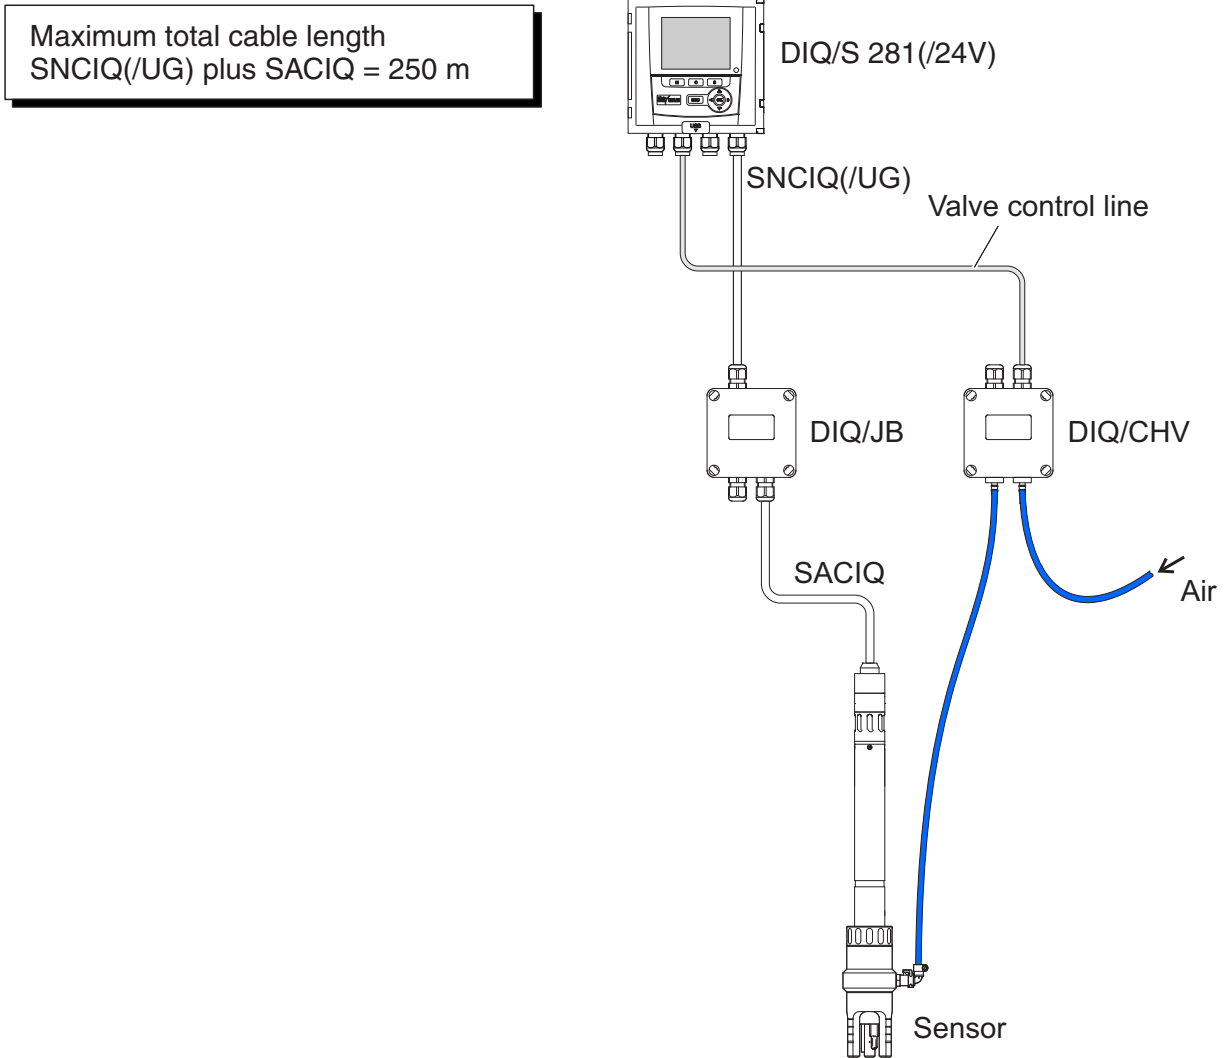 Maximum total cable length
SNCIQ(/UG) plus SACIQ = 250 m
DIQ/S 281(/24V)
USB
SNCIQ(/UG)
Valve control line
DIQ/JB
DIQ/CHV
SACIQ
Air
Sensor